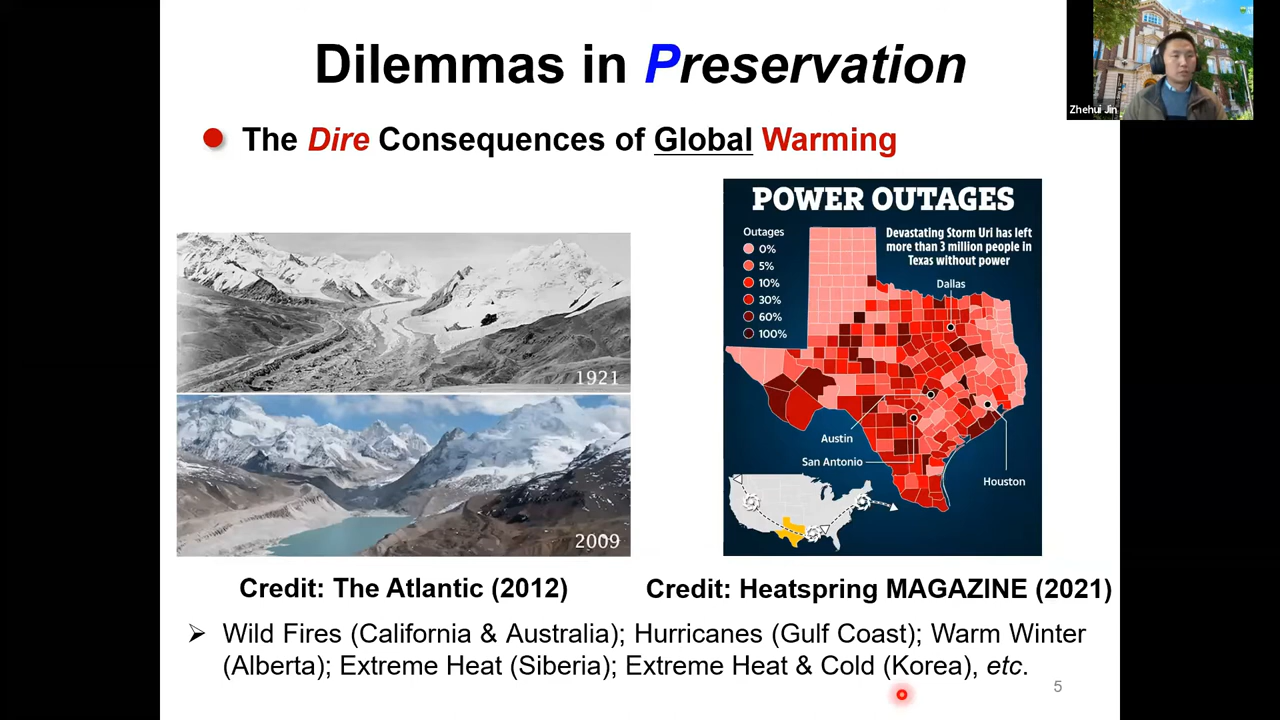 Dilemmas in Preservation
Zhehui Jin
The Dire Consequences of Global Warming
1921
2009
POWER OUTAGES
Outages
0%
5%
10%
30%
60%
100%
Devastating Storm Uri has left
more than 3 million people in
Texas without power
Dallas
Austin
San Antonio
Houston
Credit: The Atlantic (2012)
Credit: Heatspring MAGAZINE (2021)
Wild Fires (California & Australia); Hurricanes (Gulf Coast); Warm Winter
(Alberta); Extreme Heat (Siberia); Extreme Heat & Cold (Korea), etc.
5